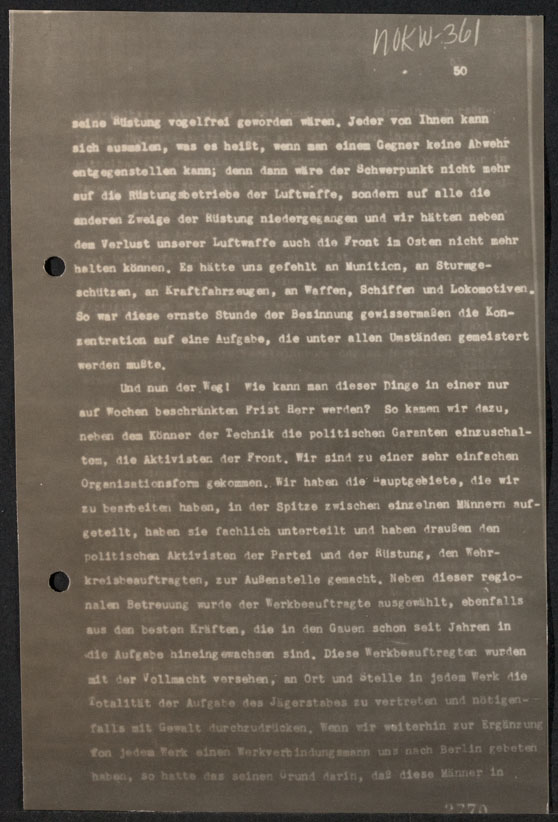 NOKW-361
50
seine Rüstung vogelfrei geworden wären. Jeder von Ihnen kann
sich ausmalen, was es heißt, wenn man einem Gegner keine Abwehr
entgegenstellen kann; denn dann wäre der Schwerpunkt nicht mehr
auf die Rüstungsbetriebe der Luftwaffe, sondern auf alle die
anderen Zweige der Rüstung niedergegangen und wir hätten neben
dem Verlust unserer Luftwaffe auch die Front im Osten nicht mehr
halten können. Es hätte uns gefehlt an Munition, an Sturmge-
schützen, an Kraftfahrzeugen, an Waffen, Schiffen und Lokomotiven.
So war diese ernste Stunde der Besinnung gewissermaßen die Kon-
zentration auf eine Aufgabe, die unter allen Umständen gemeistert
werden mußte.
Und nun der Weg! Wie kann man dieser Dinge in einer nur
auf Wochen beschränkten Frist Herr werden? So kamen wir dazu,
neben dem Könner der Technik die politischen Garanten einzuschal-
tem, die Aktivisten der Front. Wir sind zu einer sehr einfachen
Organisationsform gekommen. Wir haben die Hauptgebiete, die wir
zu bearbeiten haben, in der Spitze zwischen einzelnen Männern auf-
geteilt, haben sie fachlich unterteilt und haben draußen den
politischen Aktivisten der Partei und der Rüstung, den Wehr-
kreisbeauftragten, zur Außenstelle gemacht. Neben dieser regio-
nalen Betreuung wurde der Werkbeauftragte ausgewählt, ebenfalls
aus den besten Kräften, die in den Gauen schon seit Jahren in
die Aufgabe hineingewachsen sind. Diese Werkbeauftragten wurden
mit der Vollmacht versehen, an Ort und Stelle in jedem Werk die
Totalität der Aufgabe des Jägerstabes zu vertreten und nötigen-
falls mit Gewalt durchzudrücken. Wenn wir weiterhin zur Ergänzung
von jedem Werk einen Werkverbindungsmann uns nach Berlin gebeten
haben, so hatte das seinen Grund darin, daß diese Männer in